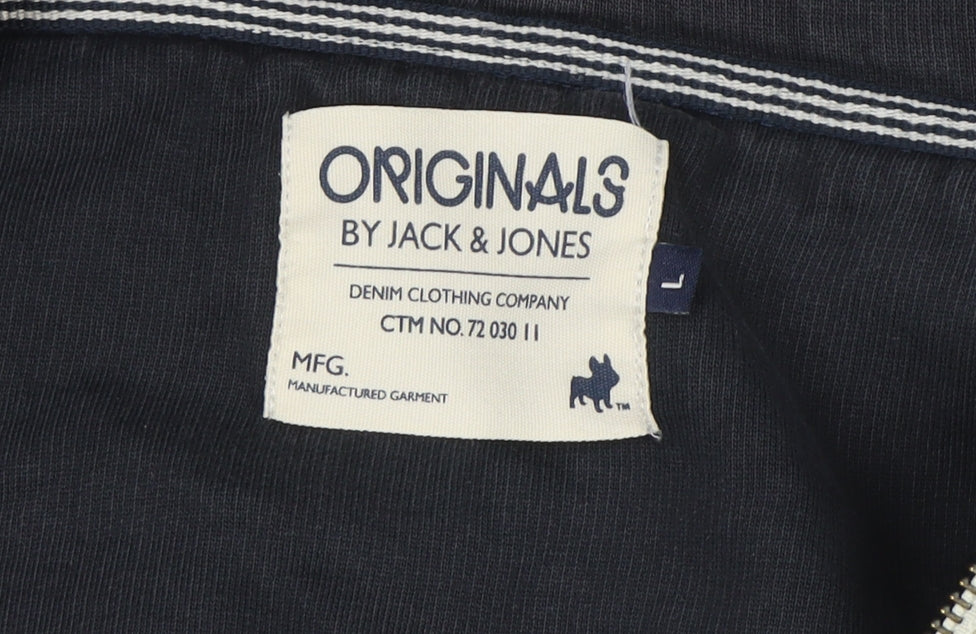 ORIGINALS
BY JACK & JONES
DENIM CLOTHING COMPANY
CTM NO. 72 030 11
MFG.
MANUFACTURED GARMENT
TM
L